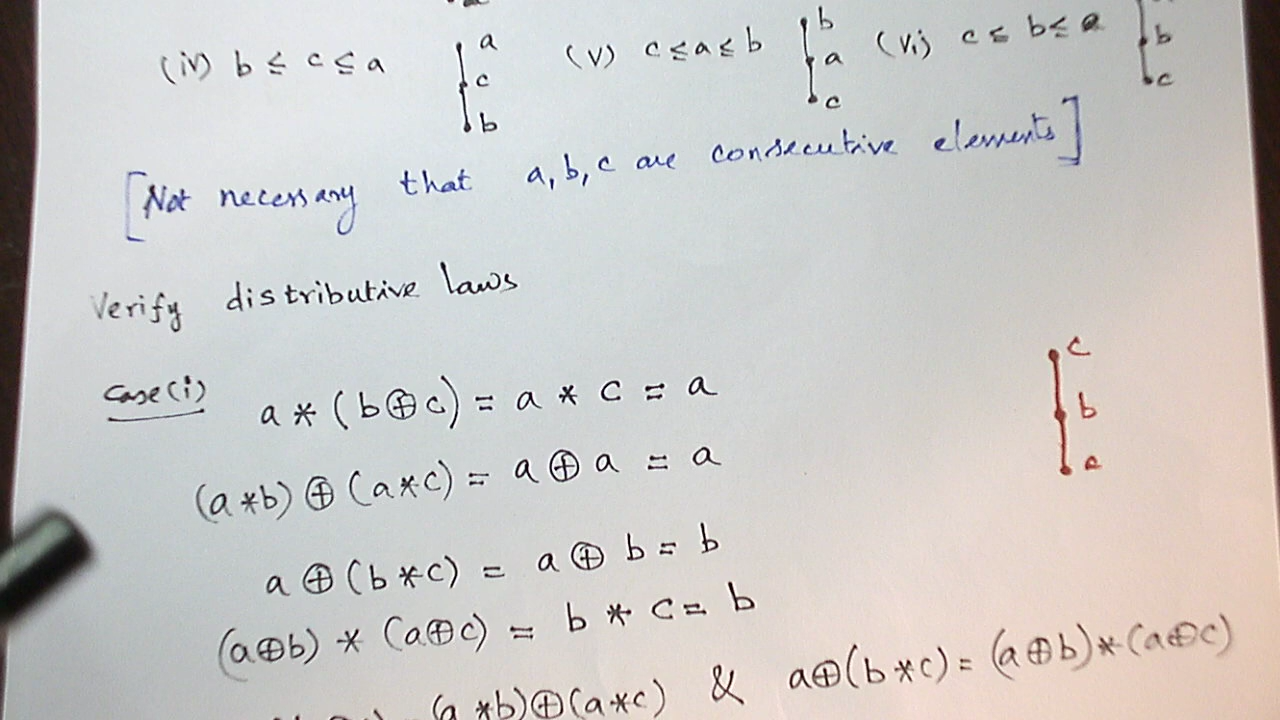 (iv) b ≤ c ≤ a a c b (v) c ≤ a ≤ b b a c (vi) c ≤ b ≤ a b c
[Not necessary that a, b, c are consecutive elements]
Verify distributive laws
Case(i) a * (b ⊕ c) = a * c = a
c
b
(a * b) ⊕ (a * c) = a ⊕ a = a
a ⊕ (b * c) = a ⊕ b = b
(a ⊕ b) * (a ⊕ c) = b * c = b
(a * b) ⊕ (a * c) & a ⊕ (b * c) = (a ⊕ b) * (a ⊕ c)